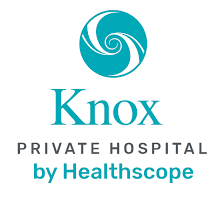 Knox
PRIVATE HOSPITAL
by Healthscope